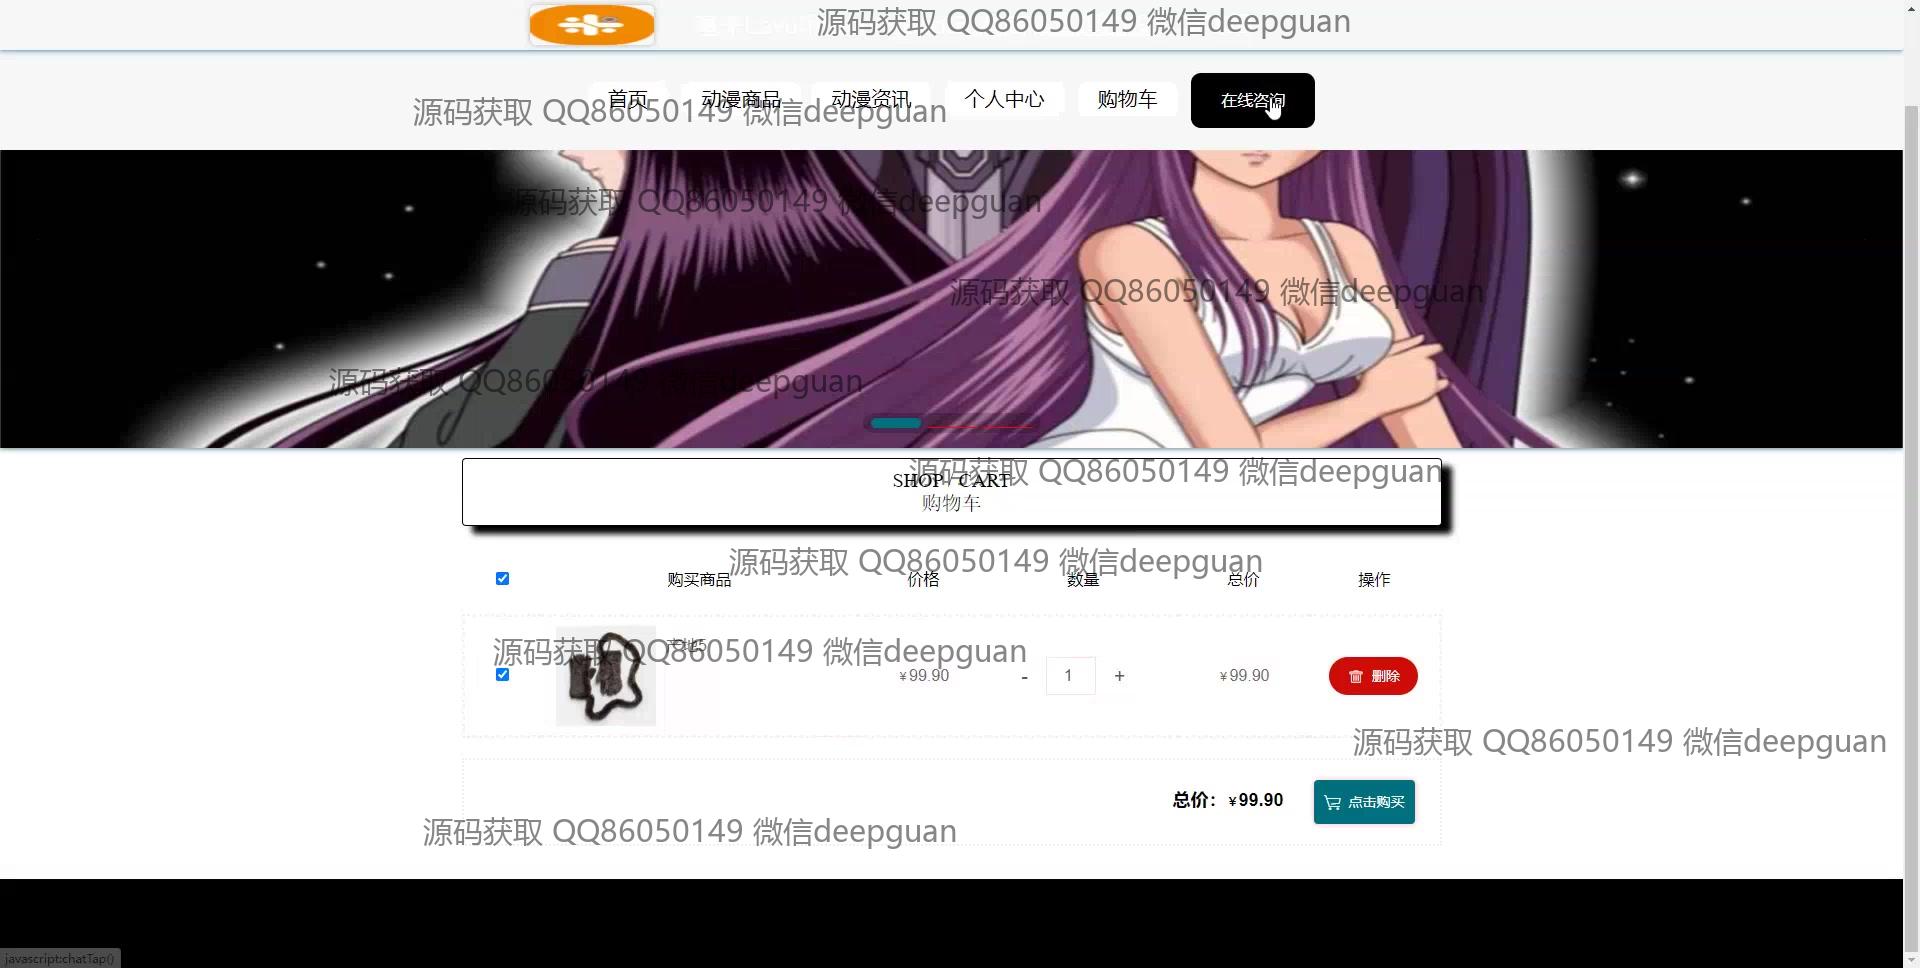 源码获取 QQ86050149 微信deepguan
首页
动漫商品
动漫资讯
个人中心
购物车
在线咨询
源码获取 QQ86050149 微信deepguan
源码获取 QQ86050149 微信deepguan
源码获取 QQ86050149 微信deepguan
源码获取 QQ86050149 微信deepguan
源码获取 QQ86050149 微信deepguan
SHOP / CART
购物车
源码获取 QQ86050149 微信deepguan
购买商品 价格 数量 总价 操作
源码获取 QQ86050149 微信deepguan
¥99.90 - 1 + ¥99.90 删除
源码获取 QQ86050149 微信deepguan
总价：¥99.90 点击购买
源码获取 QQ86050149 微信deepguan
javascript:chatTap()